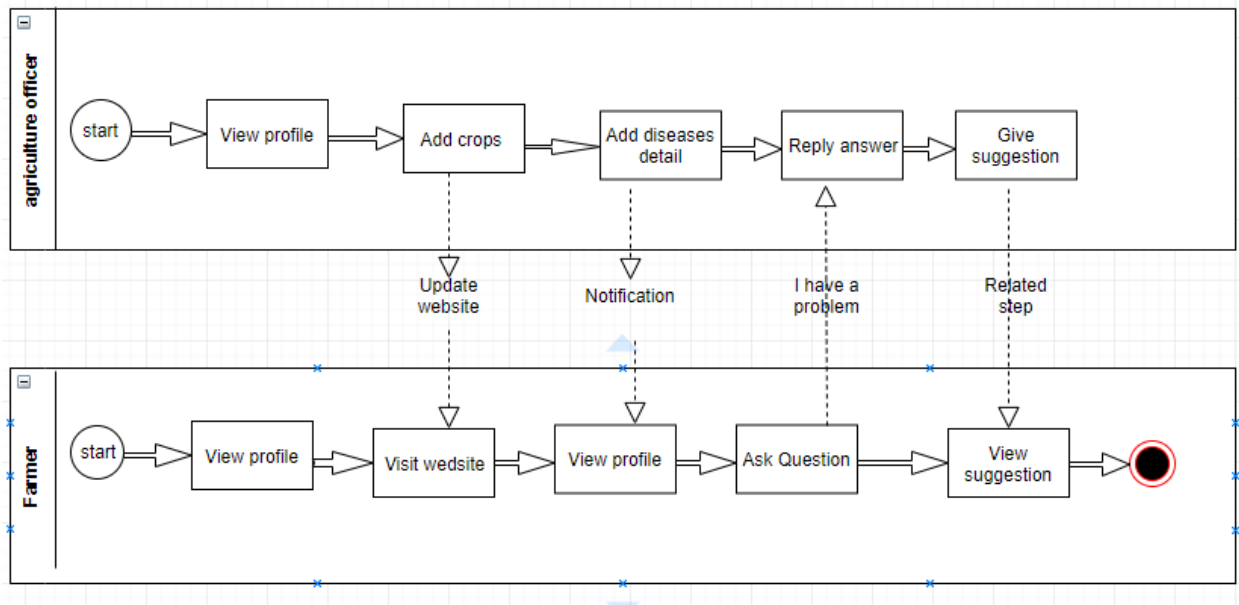 agriculture officer
start
View profile
Add crops
Add diseases
detail
Reply answer
Give
suggestion
Update
website
Notification
I have a
problem
Related
step
Farmer
start
View profile
Visit wedsite
View profile
Ask Question
View
suggestion